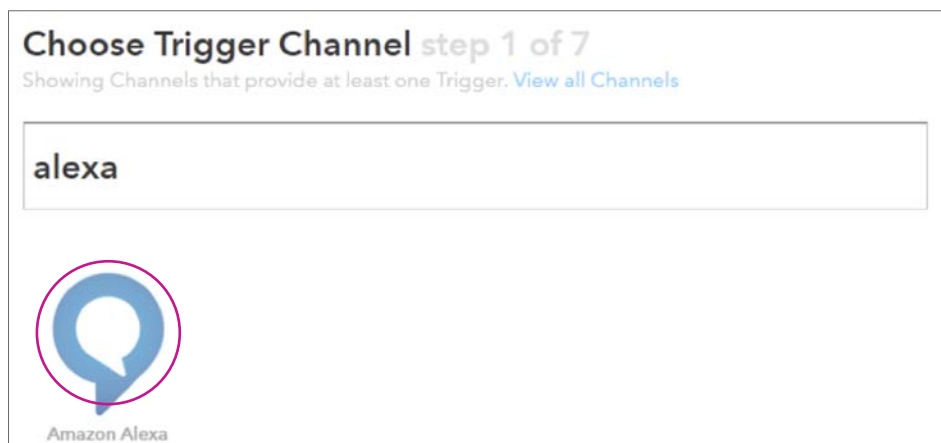 Choose Trigger Channel step 1 of 7
Showing Channels that provide at least one Trigger. View all Channels
alexa
Amazon Alexa